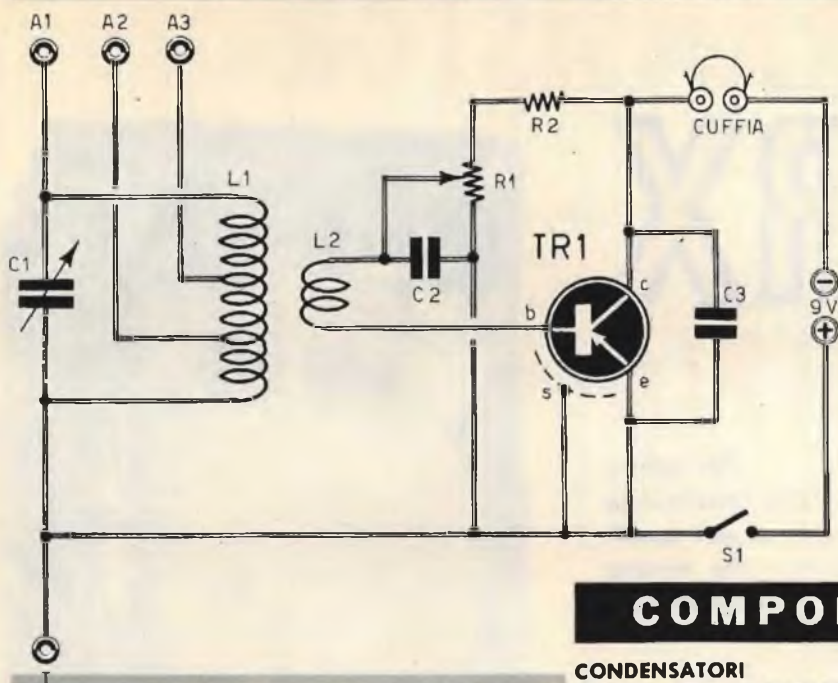 A1 A2 A3
L1
C1
L2
C2
R1
R2
CUFFIA
TR1
b
c
e
s
C3
9V
S1
T
COMPO
CONDENSATORI